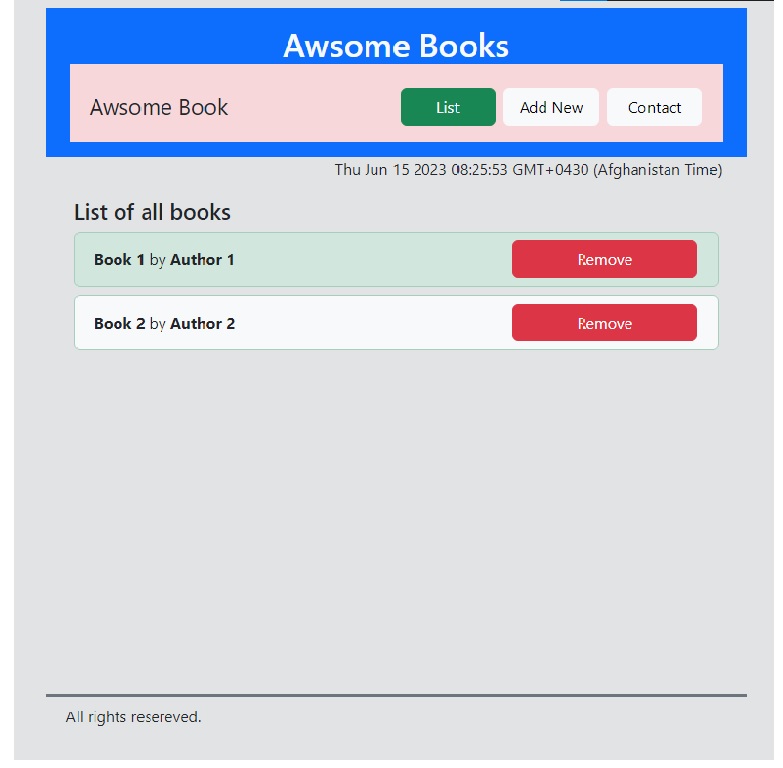 Awsome Books
Awsome Book List Add New Contact
Thu Jun 15 2023 08:25:53 GMT+0430 (Afghanistan Time)
List of all books
Book 1 by Author 1 Remove
Book 2 by Author 2 Remove
All rights resereved.